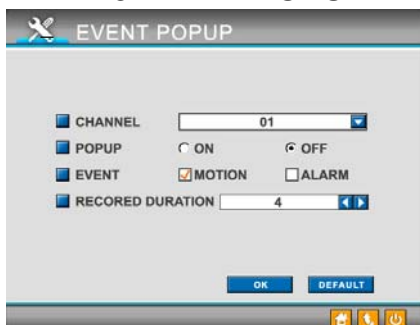 EVENT POPUP
CHANNEL 01
POPUP ON OFF
EVENT MOTION ALARM
RECORED DURATION 4
OK DEFAULT